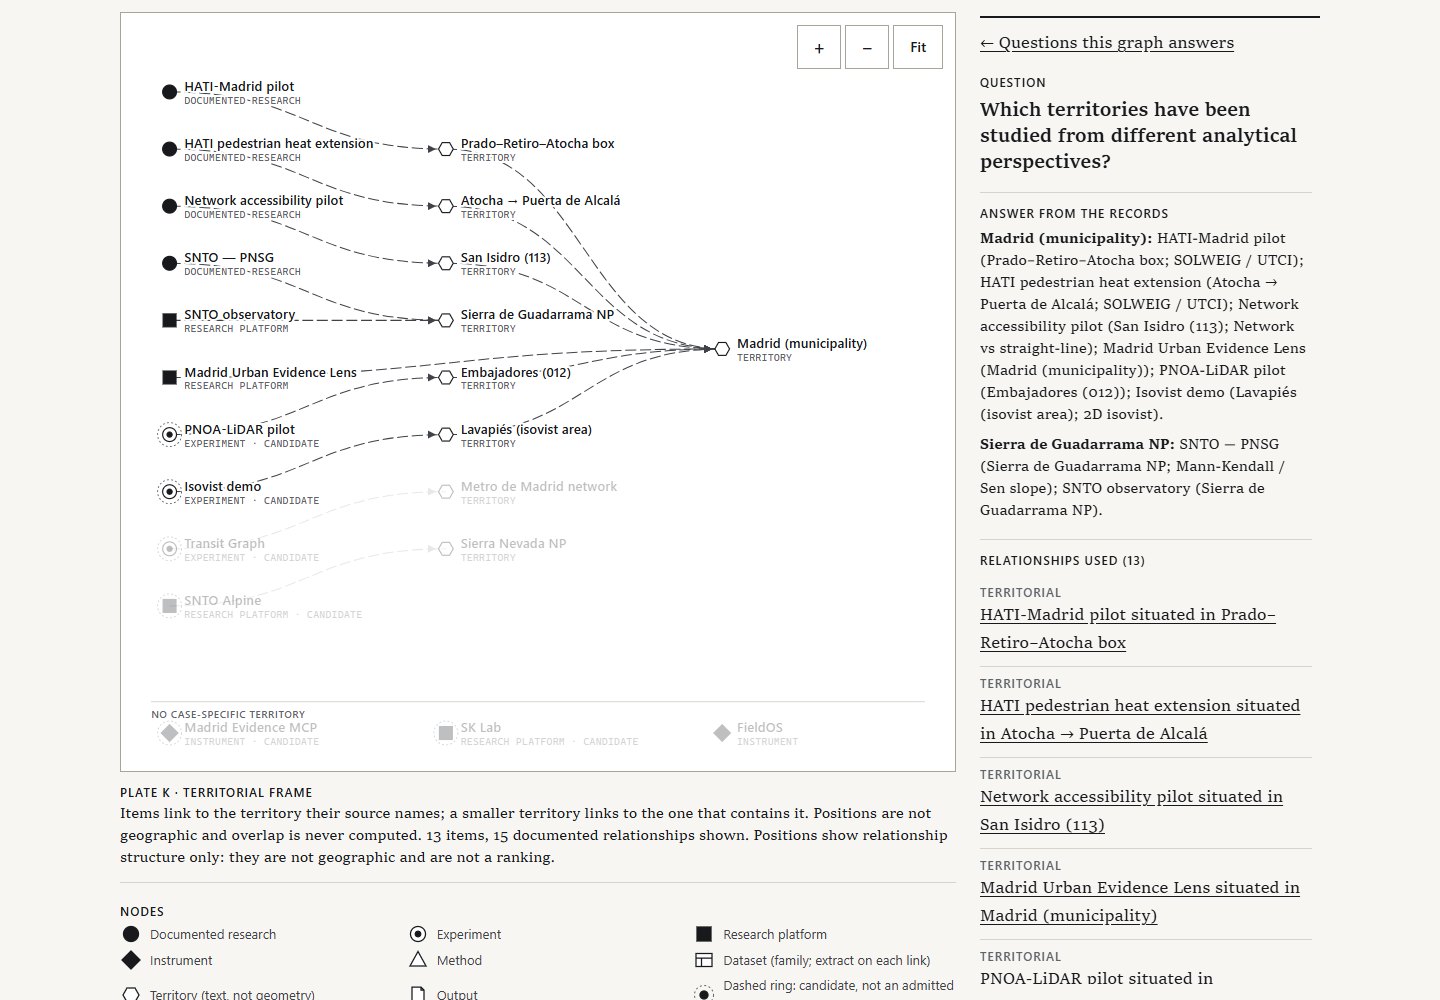 +
−
Fit
HATI-Madrid pilot
DOCUMENTED-RESEARCH
HATI pedestrian heat extension
DOCUMENTED-RESEARCH
Prado–Retiro–Atocha box
TERRITORY
Network accessibility pilot
DOCUMENTED-RESEARCH
Atocha → Puerta de Alcalá
TERRITORY
SNTO — PNSG
DOCUMENTED-RESEARCH
San Isidro (113)
TERRITORY
SNTO observatory
RESEARCH PLATFORM
Sierra de Guadarrama NP
TERRITORY
Madrid (municipality)
TERRITORY
Madrid Urban Evidence Lens
RESEARCH PLATFORM
Embajadores (012)
TERRITORY
PNOA-LiDAR pilot
EXPERIMENT · CANDIDATE
Lavapiés (isovist area)
TERRITORY
Isovist demo
EXPERIMENT · CANDIDATE
Metro de Madrid network
TERRITORY
Transit Graph
EXPERIMENT · CANDIDATE
Sierra Nevada NP
TERRITORY
SNTO Alpine
RESEARCH PLATFORM · CANDIDATE
NO CASE-SPECIFIC TERRITORY
Madrid Evidence MCP
INSTRUMENT · CANDIDATE
SK Lab
RESEARCH PLATFORM · CANDIDATE
FieldOS
INSTRUMENT
PLATE K · TERRITORIAL FRAME
Items link to the territory their source names; a smaller territory links to the one that contains it. Positions are not
geographic and overlap is never computed. 13 items, 15 documented relationships shown. Positions show relationship
structure only: they are not geographic and are not a ranking.
NODES
Documented research
Experiment
Research platform
Instrument
Method
Dataset (family; extract on each link)
Territory (text, not geometry)
Output
Dashed ring: candidate, not an admitted
← Questions this graph answers
QUESTION
Which territories have been
studied from different analytical
perspectives?
ANSWER FROM THE RECORDS
Madrid (municipality): HATI-Madrid pilot
(Prado–Retiro–Atocha box; SOLWEIG / UTCI);
HATI pedestrian heat extension (Atocha →
Puerta de Alcalá; SOLWEIG / UTCI); Network
accessibility pilot (San Isidro (113); Network
vs straight-line); Madrid Urban Evidence Lens
(Madrid (municipality)); PNOA-LiDAR pilot
(Embajadores (012)); Isovist demo (Lavapiés
(isovist area); 2D isovist).
Sierra de Guadarrama NP: SNTO — PNSG
(Sierra de Guadarrama NP; Mann-Kendall /
Sen slope); SNTO observatory (Sierra de
Guadarrama NP).
RELATIONSHIPS USED (13)
TERRITORIAL
HATI-Madrid pilot situated in Prado–
Retiro–Atocha box
TERRITORIAL
HATI pedestrian heat extension situated
in Atocha → Puerta de Alcalá
TERRITORIAL
Network accessibility pilot situated in
San Isidro (113)
TERRITORIAL
Madrid Urban Evidence Lens situated in
Madrid (municipality)
TERRITORIAL
PNOA-LiDAR pilot situated in